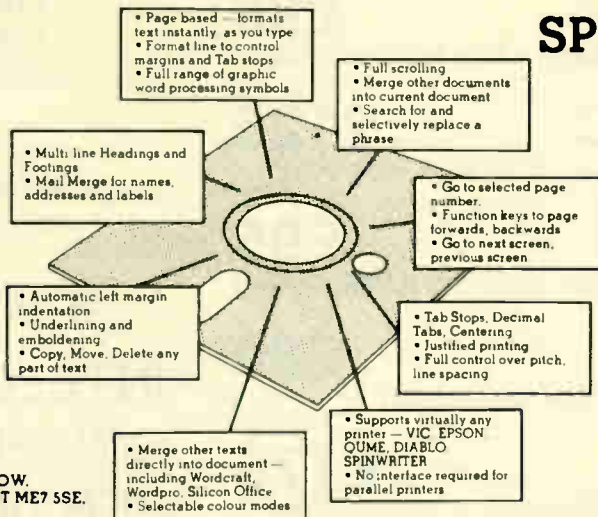 • Page based — formats
text instantly as you type
• Format line to control
margins and Tab stops
• Full range of graphic
word processing symbols
SP
• Full scrolling
• Merge other documents
into current document
• Search for and
selectively replace a
phrase
• Multi line Headings and
Footings
• Mail Merge for names,
addresses and labels
• Go to selected page
number.
• Function keys to page
forwards, backwards
• Go to next screen,
previous screen
• Automatic left margin
indentation
• Underlining and
emboldening
• Copy, Move, Delete any
part of text
• Tab Stops, Decimal
Tabs, Centering
• Justified printing
• Full control over pitch,
line spacing
• Merge other texts
directly into document —
including Wordcraft,
Wordpro, Silicon Office
• Selectable colour modes
• Supports virtually any
printer — VIC EPSON
QUME, DIABLO
SPINWRITER
• No interface required for
parallel printers
OW.
T ME7 5SE.